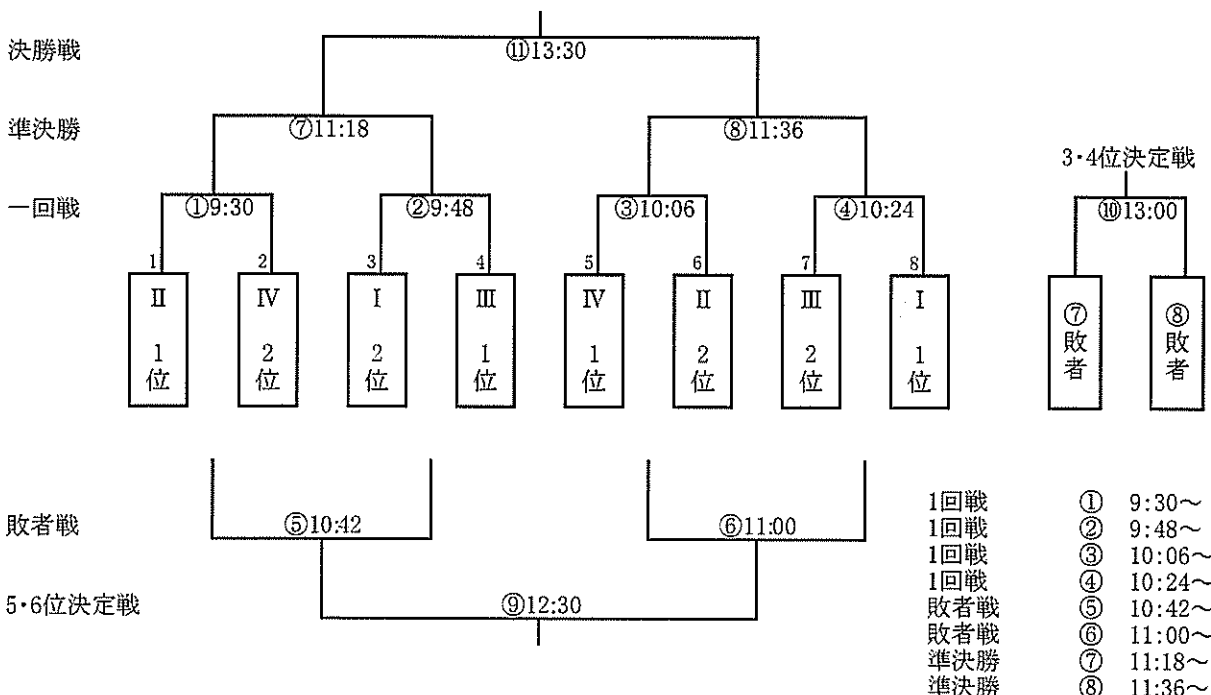 決勝戦
⑪13:30
準決勝
⑦11:18
⑧11:36
3・4位決定戦
一回戦
①9:30
②9:48
③10:06
④10:24
⑩13:00
1 2 3 4 5 6 7 8
Ⅱ 1位
Ⅳ 2位
Ⅰ 2位
Ⅲ 1位
Ⅳ 1位
Ⅱ 2位
Ⅲ 2位
Ⅰ 1位
⑦敗者
⑧敗者
敗者戦
⑤10:42
⑥11:00
5・6位決定戦
⑨12:30
1回戦 ① 9:30～
1回戦 ② 9:48～
1回戦 ③ 10:06～
1回戦 ④ 10:24～
敗者戦 ⑤ 10:42～
敗者戦 ⑥ 11:00～
準決勝 ⑦ 11:18～
準決勝 ⑧ 11:36～